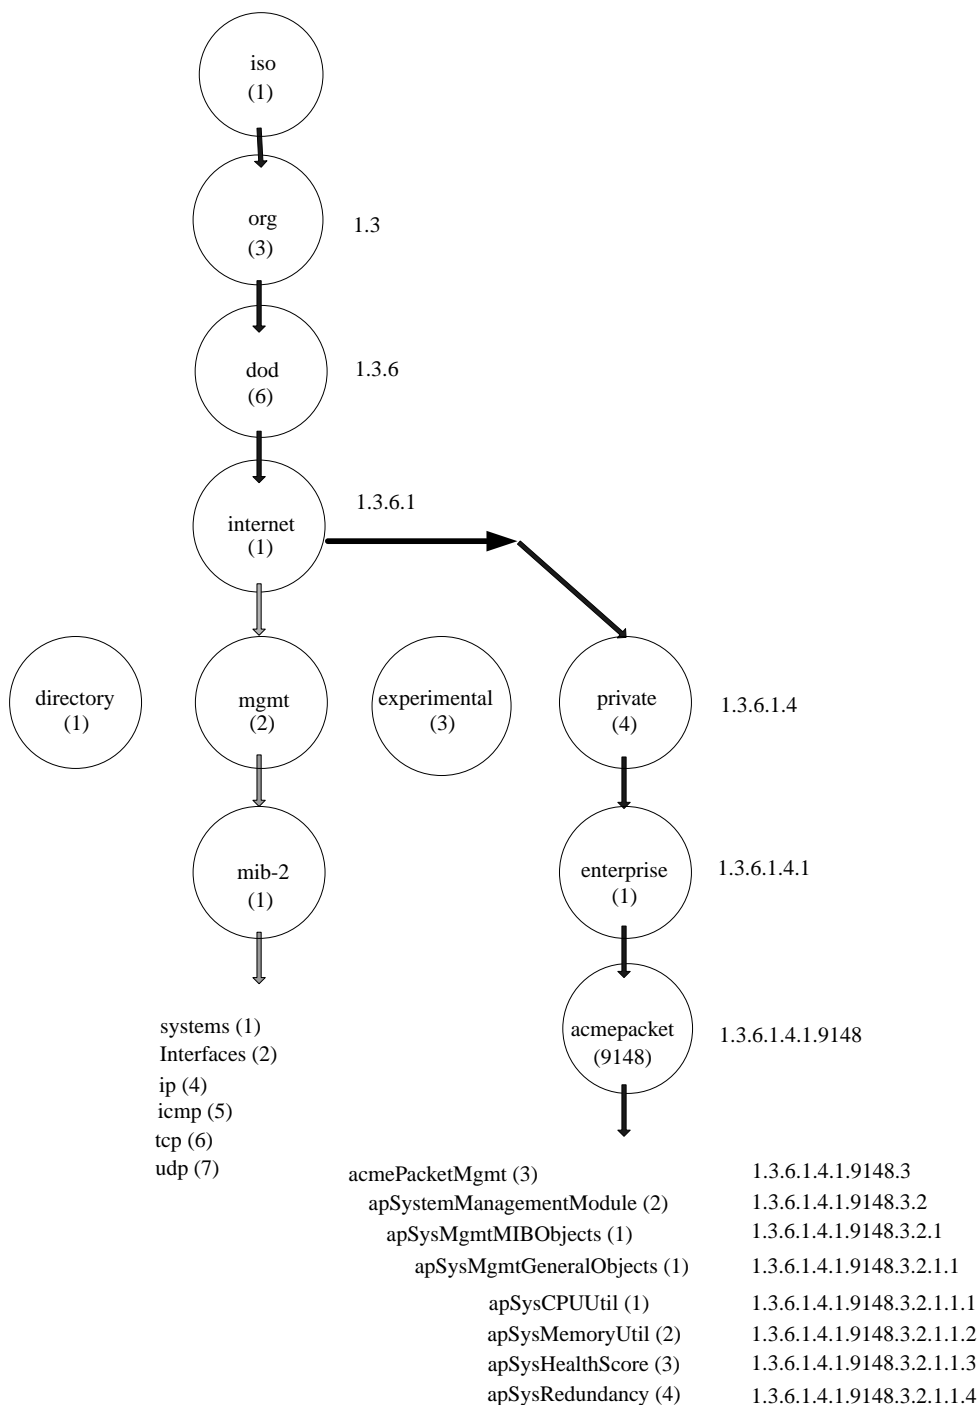 iso
(1)
org
(3)
1.3
dod
(6)
1.3.6
internet
(1)
1.3.6.1
directory
(1)
mgmt
(2)
experimental
(3)
private
(4)
1.3.6.1.4
mib-2
(1)
enterprise
(1)
1.3.6.1.4.1
acmepacket
(9148)
1.3.6.1.4.1.9148
systems (1)
Interfaces (2)
ip (4)
icmp (5)
tcp (6)
udp (7)
acmePacketMgmt (3) 1.3.6.1.4.1.9148.3
apSystemManagementModule (2) 1.3.6.1.4.1.9148.3.2
apSysMgmtMIBObjects (1) 1.3.6.1.4.1.9148.3.2.1
apSysMgmtGeneralObjects (1) 1.3.6.1.4.1.9148.3.2.1.1
apSysCPUUtil (1) 1.3.6.1.4.1.9148.3.2.1.1.1
apSysMemoryUtil (2) 1.3.6.1.4.1.9148.3.2.1.1.2
apSysHealthScore (3) 1.3.6.1.4.1.9148.3.2.1.1.3
apSysRedundancy (4) 1.3.6.1.4.1.9148.3.2.1.1.4